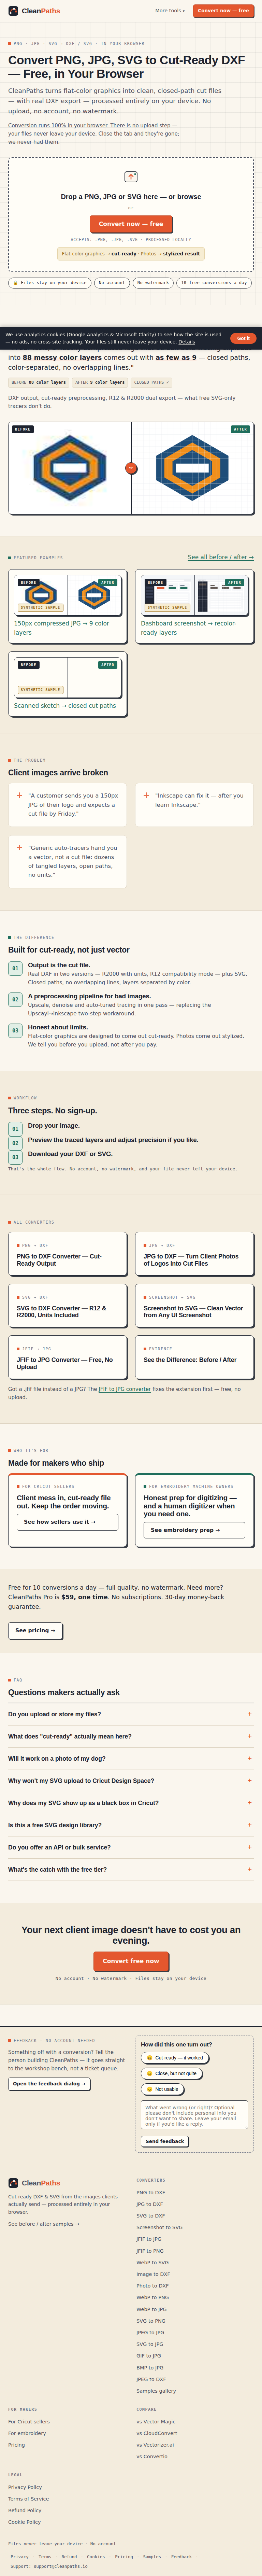 CleanPaths
More tools ▾
Convert now — free
PNG · JPG · SVG → DXF / SVG · IN YOUR BROWSER
Convert PNG, JPG, SVG to Cut-Ready DXF
— Free, in Your Browser
CleanPaths turns flat-color graphics into clean, closed-path cut files
— with real DXF export — processed entirely on your device. No
upload, no account, no watermark.
Conversion runs 100% in your browser. There is no upload step —
your files never leave your device. Close the tab and they're gone;
we never had them.
Drop a PNG, JPG or SVG here — or browse
— or —
Convert now — free
ACCEPTS: .PNG, .JPG, .SVG · PROCESSED LOCALLY
Flat-color graphics → cut-ready · Photos → stylized result
🔒 Files stay on your device
No account
No watermark
10 free conversions a day
We use analytics cookies (Google Analytics & Microsoft Clarity) to see how the site is used
— no ads, no cross-site tracking. Your files still never leave your device. Details
Got it
into 88 messy color layers comes out with as few as 9 — closed paths,
color-separated, no overlapping lines."
BEFORE 88 color layers
AFTER 9 color layers
CLOSED PATHS ✓
DXF output, cut-ready preprocessing, R12 & R2000 dual export — what free SVG-only
tracers don't do.
BEFORE
AFTER
FEATURED EXAMPLES
See all before / after →
BEFORE
AFTER
SYNTHETIC SAMPLE
150px compressed JPG → 9 color
layers
BEFORE
AFTER
SYNTHETIC SAMPLE
Dashboard screenshot → recolor-
ready layers
BEFORE
AFTER
SYNTHETIC SAMPLE
Scanned sketch → closed cut paths
THE PROBLEM
Client images arrive broken
"A customer sends you a 150px
JPG of their logo and expects a
cut file by Friday."
"Inkscape can fix it — after you
learn Inkscape."
"Generic auto-tracers hand you
a vector, not a cut file: dozens
of tangled layers, open paths,
no units."
THE DIFFERENCE
Built for cut-ready, not just vector
01
Output is the cut file.
Real DXF in two versions — R2000 with units, R12 compatibility mode — plus SVG.
Closed paths, no overlapping lines, layers separated by color.
02
A preprocessing pipeline for bad images.
Upscale, denoise and auto-tuned tracing in one pass — replacing the
Upscayl→Inkscape two-step workaround.
03
Honest about limits.
Flat-color graphics are designed to come out cut-ready. Photos come out stylized.
We tell you before you upload, not after you pay.
WORKFLOW
Three steps. No sign-up.
01
Drop your image.
02
Preview the traced layers and adjust precision if you like.
03
Download your DXF or SVG.
That's the whole flow. No account, no watermark, and your file never left your device.
ALL CONVERTERS
PNG → DXF
PNG to DXF Converter — Cut-
Ready Output
JPG → DXF
JPG to DXF — Turn Client Photos
of Logos into Cut Files
SVG → DXF
SVG to DXF Converter — R12 &
R2000, Units Included
SCREENSHOT → SVG
Screenshot to SVG — Clean Vector
from Any UI Screenshot
JFIF → JPG
JFIF to JPG Converter — Free, No
Upload
EVIDENCE
See the Difference: Before / After
Got a .jfif file instead of a JPG? The JFIF to JPG converter fixes the extension first — free, no
upload.
WHO IT'S FOR
Made for makers who ship
FOR CRICUT SELLERS
Client mess in, cut-ready file
out. Keep the order moving.
See how sellers use it →
FOR EMBROIDERY MACHINE OWNERS
Honest prep for digitizing —
and a human digitizer when
you need one.
See embroidery prep →
Free for 10 conversions a day — full quality, no watermark. Need more?
CleanPaths Pro is $59, one time. No subscriptions. 30-day money-back
guarantee.
See pricing →
FAQ
Questions makers actually ask
Do you upload or store my files?
+
What does "cut-ready" actually mean here?
+
Will it work on a photo of my dog?
+
Why won't my SVG upload to Cricut Design Space?
+
Why does my SVG show up as a black box in Cricut?
+
Is this a free SVG design library?
+
Do you offer an API or bulk service?
+
What's the catch with the free tier?
+
Your next client image doesn't have to cost you an
evening.
Convert now — free
No account · No watermark · Files stay on your device
FEEDBACK — NO ACCOUNT NEEDED
Something off with a conversion? Tell the
person building CleanPaths — it goes straight
to the workshop bench, not a ticket queue.
Open the feedback dialog →
How did this one turn out?
Cut-ready — it worked
Close, but not quite
Not usable
What went wrong (or right)? Optional —
please don't include personal info you
don't want to share. Leave your email
only if you'd like a reply.
Send feedback
CleanPaths
Cut-ready DXF & SVG from the images clients
actually send — processed entirely in your
browser.
See before / after samples →
CONVERTERS
PNG to DXF
JPG to DXF
SVG to DXF
Screenshot to SVG
JFIF to JPG
JFIF to PNG
WebP to SVG
Image to DXF
Photo to DXF
WebP to PNG
WebP to JPG
SVG to PNG
JPEG to JPG
SVG to JPG
GIF to JPG
BMP to JPG
JPEG to DXF
Samples gallery
FOR MAKERS
For Cricut sellers
For embroidery
Pricing
COMPARE
vs Vector Magic
vs CloudConvert
vs Vectorizer.ai
vs Convertio
LEGAL
Privacy Policy
Terms of Service
Refund Policy
Cookie Policy
Files never leave your device · No account
Privacy
Terms
Refund
Cookies
Pricing
Samples
Feedback
Support: support@cleanpaths.io